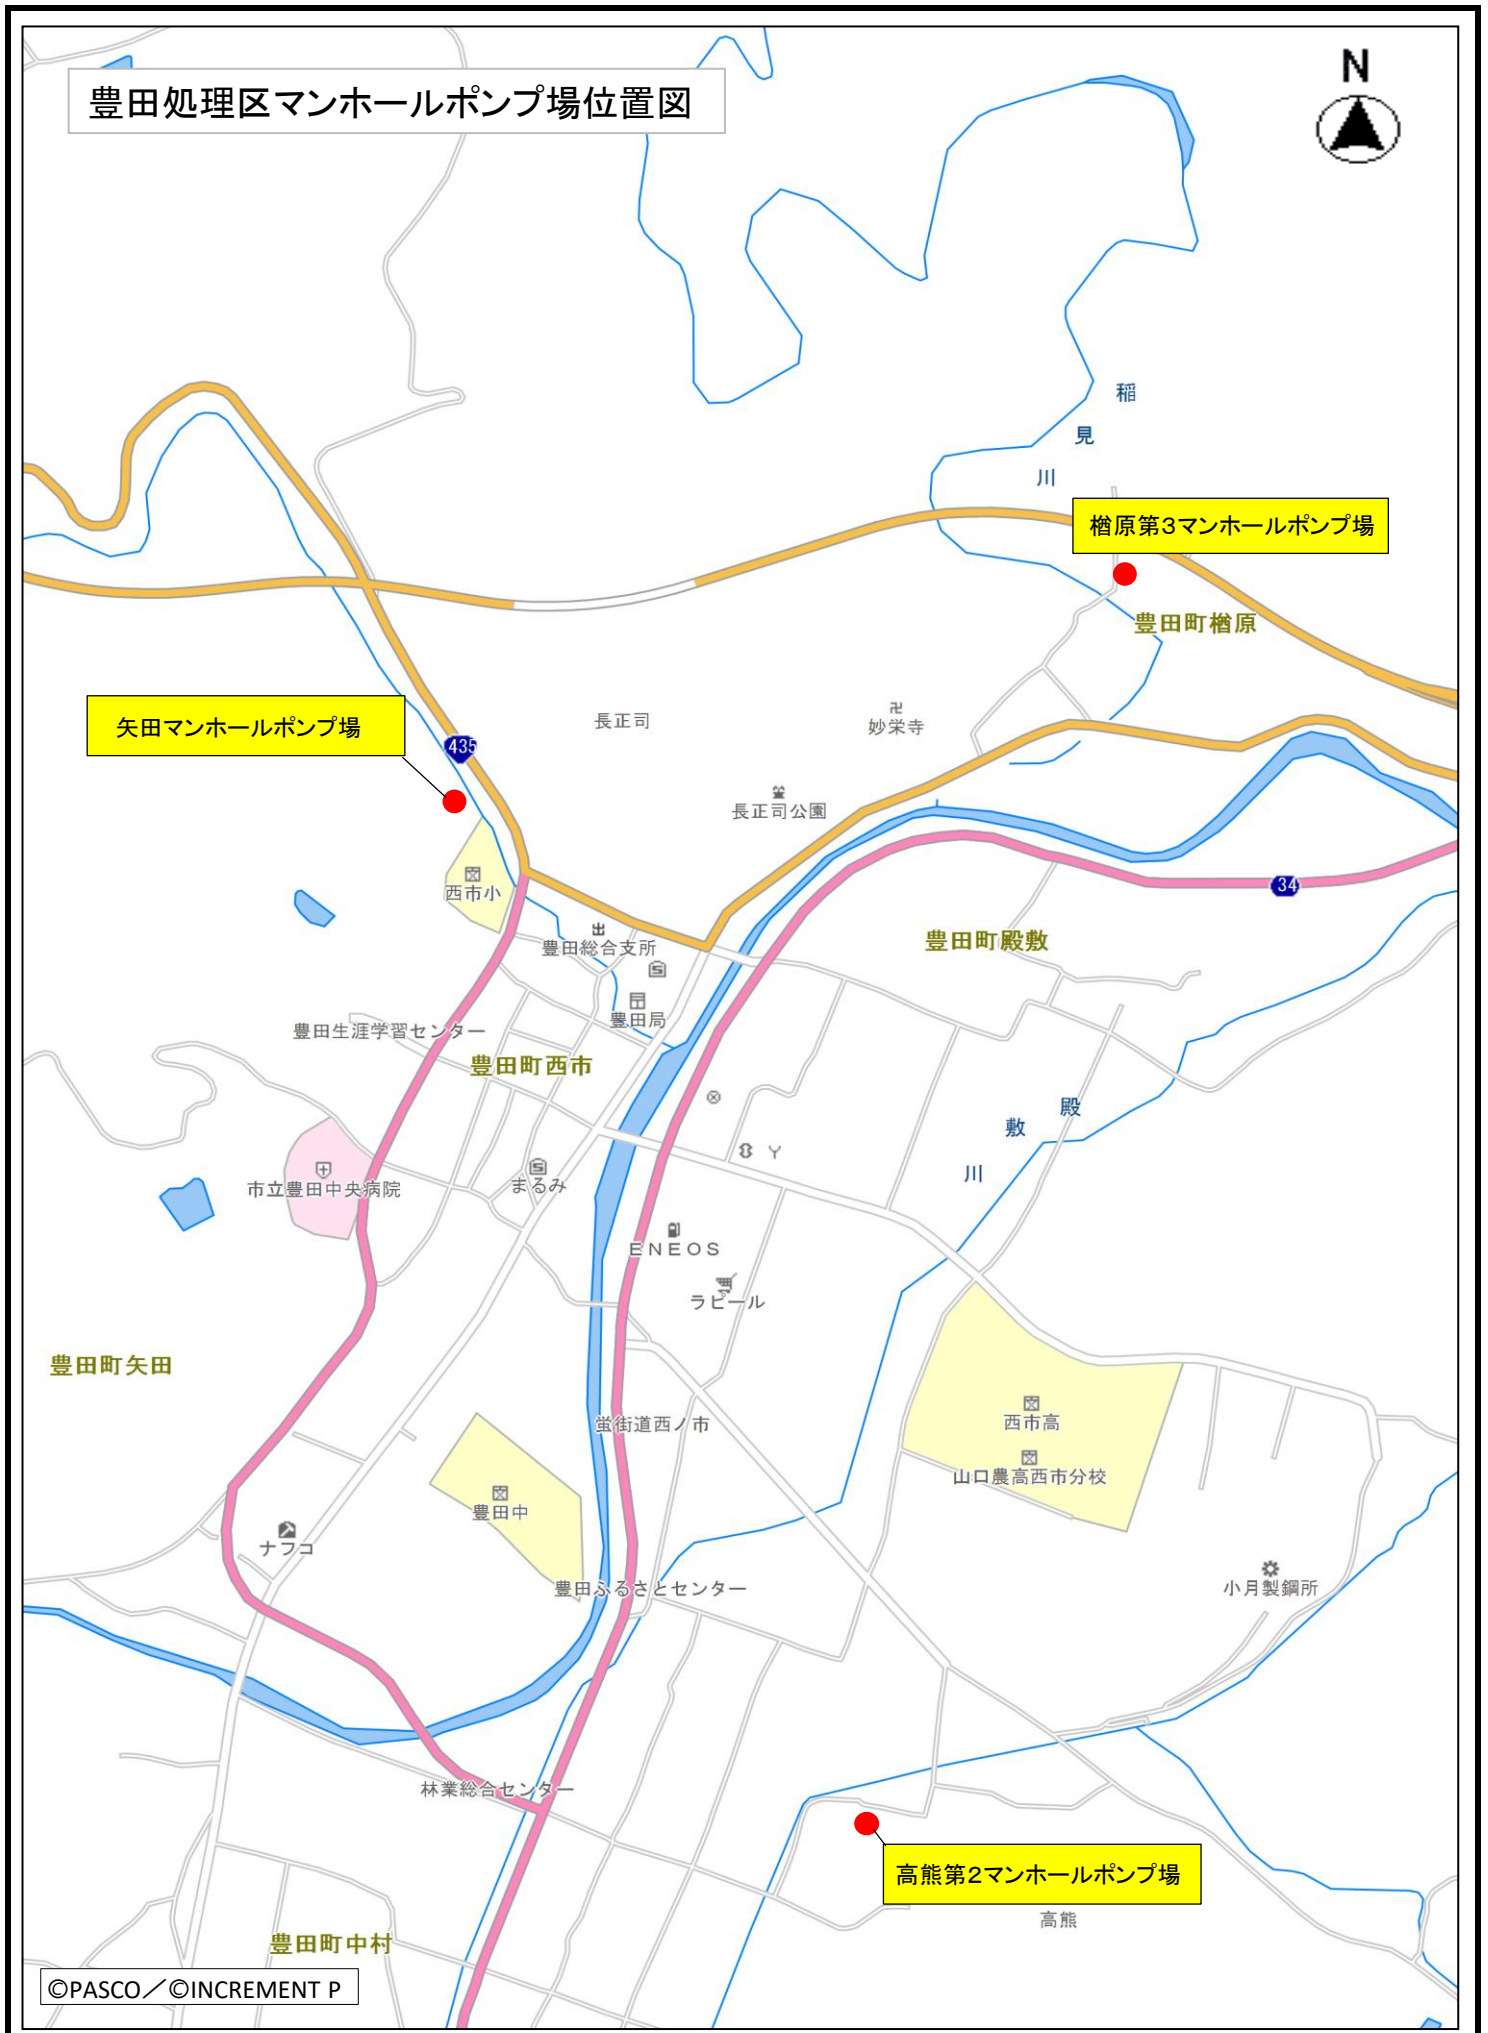 豊田処理区マンホールポンプ場位置図
N
稲
見
川
楢原第3マンホールポンプ場
豊田町楢原
矢田マンホールポンプ場
435
長正司
妙栄寺
長正司公園
西市小
34
豊田総合支所
豊田町殿敷
豊田局
豊田生涯学習センター
豊田町西市
殿
敷
川
市立豊田中央病院
まるみ
ENEOS
ラピール
豊田町矢田
蛍街道西ノ市
西市高
山口農高西市分校
豊田中
ナフコ
豊田ふるさとセンター
小月製鋼所
林業総合センター
高熊第2マンホールポンプ場
高熊
豊田町中村
©PASCO/©INCREMENT P